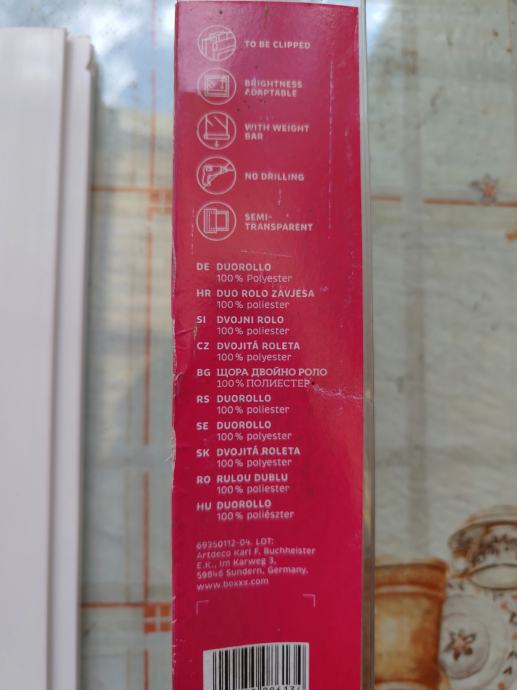 TO BE CLIPPED
BRIGHTNESS
ADAPTABLE
WITH WEIGHT
BAR
NO DRILLING
SEMI-
TRANSPARENT
DE DUOROLLO
100% Polyester
HR DUO ROLO ZAVJESA
100% poliester
SI DVOJNI ROLO
100% poliester
CZ DVOJITÁ ROLETA
100% polyester
BG ЩОРА ДВОЙНО РОЛО
100% ПОЛИЕСТЕР
RS DUOROLLO
100% poliester
SE DUOROLLO
100% polyester
SK DVOJITÁ ROLETA
100% polyester
RO RULOU DUBLU
100% poliester
HU DUOROLLO
100% poliészter
69350112-04. LOT:
Artdeco Karl F. Buchheister
E.K., Im Karweg 3,
59846 Sundern, Germany.
www.boxxx.com